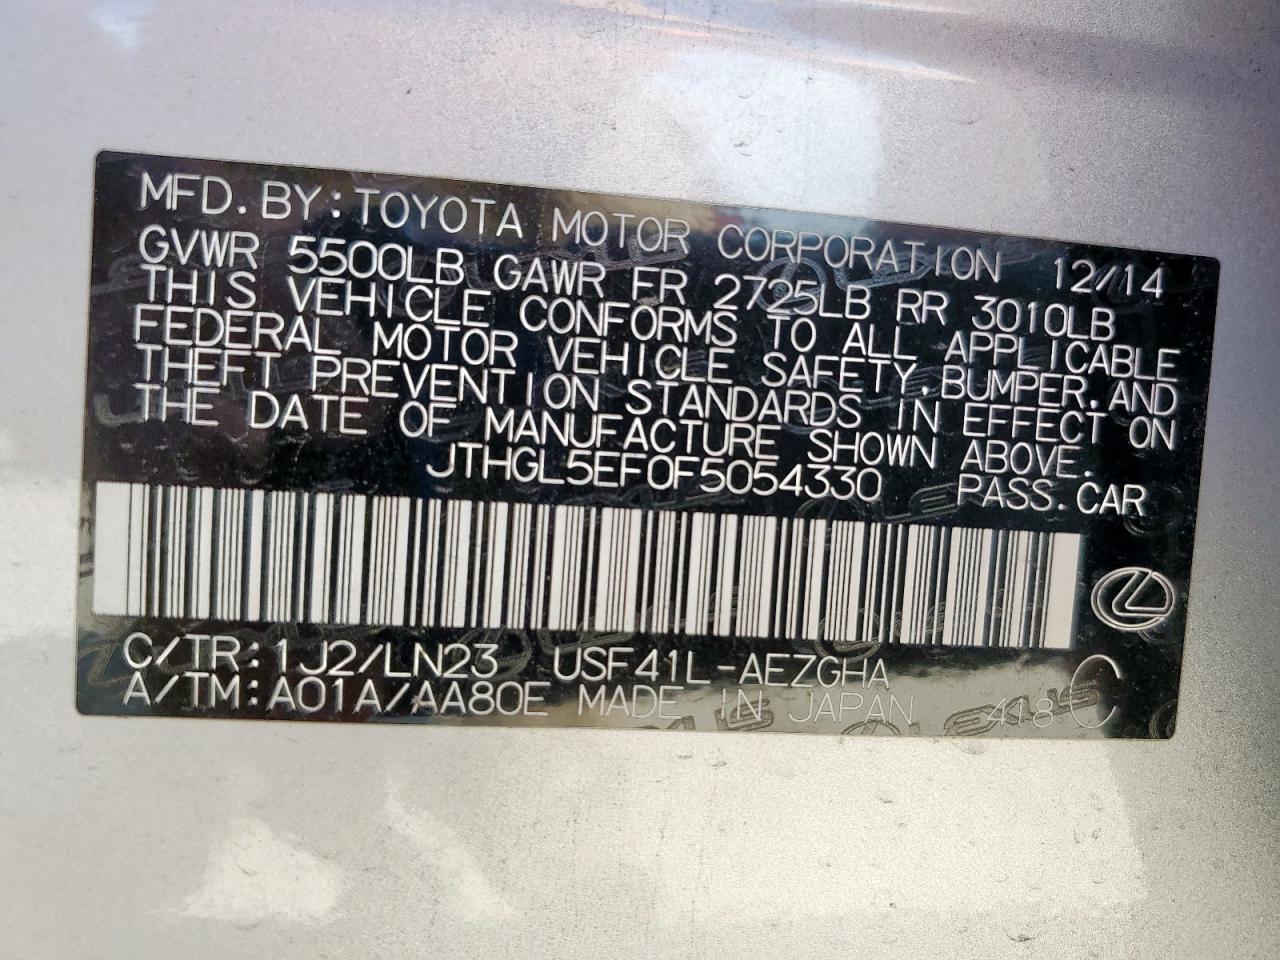 MFD. BY: TOYOTA MOTOR CORPORATION 12/14
GVWR 5500LB GAWR FR 2725LB RR 3010LB
THIS VEHICLE CONFORMS TO ALL APPLICABLE
FEDERAL MOTOR VEHICLE SAFETY, BUMPER, AND
THEFT PREVENTION STANDARDS IN EFFECT ON
THE DATE OF MANUFACTURE SHOWN ABOVE.
JTHGL5EF0F5054330 PASS. CAR
C/TR: 1J2/LN23 USF41L-AEZGHA
A/TM: A01A/AA80E MADE IN JAPAN 418
LEXUS